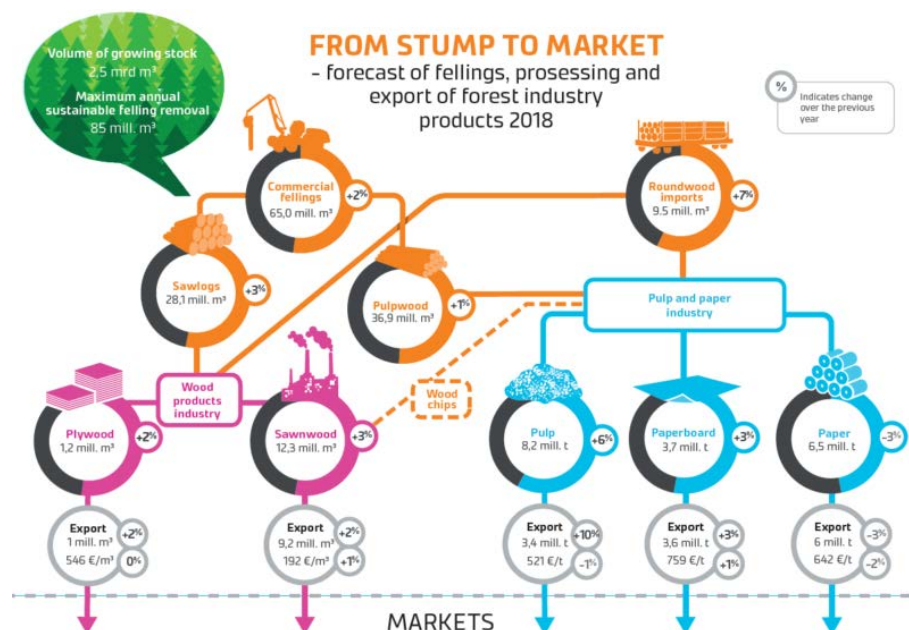 Volume of growing stock
2,5 mrd m³
Maximum annual
sustainable felling removal
85 mill. m³
FROM STUMP TO MARKET
- forecast of fellings, prosessing and
export of forest industry
products 2018
%
Indicates change
over the previous
year
Commercial
fellings
65,0 mill. m³
+2%
Roundwood
imports
9.5 mill. m³
+7%
Sawlogs
28,1 mill. m³
+3%
Pulpwood
36,9 mill. m³
+1%
Pulp and paper
industry
Wood
products
industry
Wood
chips
Plywood
1,2 mill. m³
+2%
Sawnwood
12,3 mill. m³
+3%
Pulp
8,2 mill. t
+6%
Paperboard
3,7 mill. t
+3%
Paper
6,5 mill. t
-3%
Export
1 mill. m³
546 €/m³
+2%
0%
Export
9,2 mill. m³
192 €/m³
+2%
+1%
Export
3,4 mill. t
521 €/t
+10%
-1%
Export
3,6 mill. t
759 €/t
+3%
+1%
Export
6 mill. t
642 €/t
-3%
-2%
MARKETS